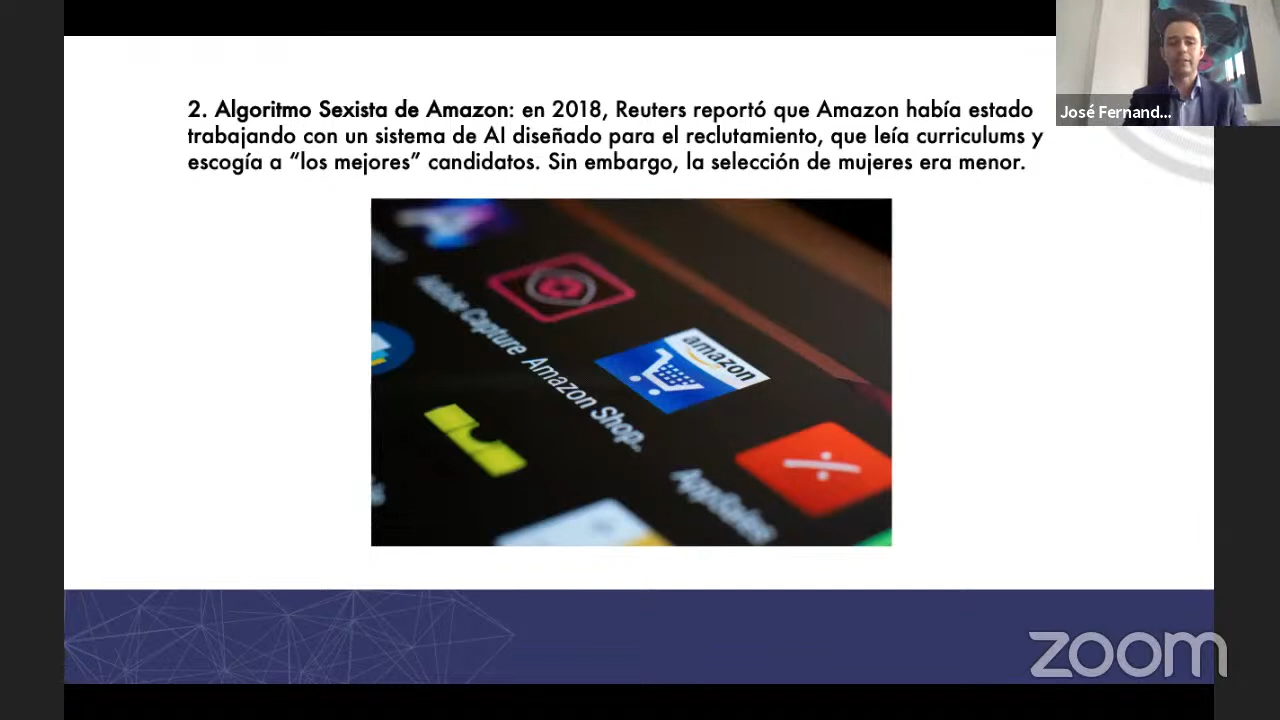 2. Algoritmo Sexista de Amazon: en 2018, Reuters reportó que Amazon había estado
trabajando con un sistema de AI diseñado para el reclutamiento, que leía curriculums y
escogía a “los mejores” candidatos. Sin embargo, la selección de mujeres era menor.
José Fernand...
Adobe Capture
amazon
Amazon Shop..
AppSales
zoom